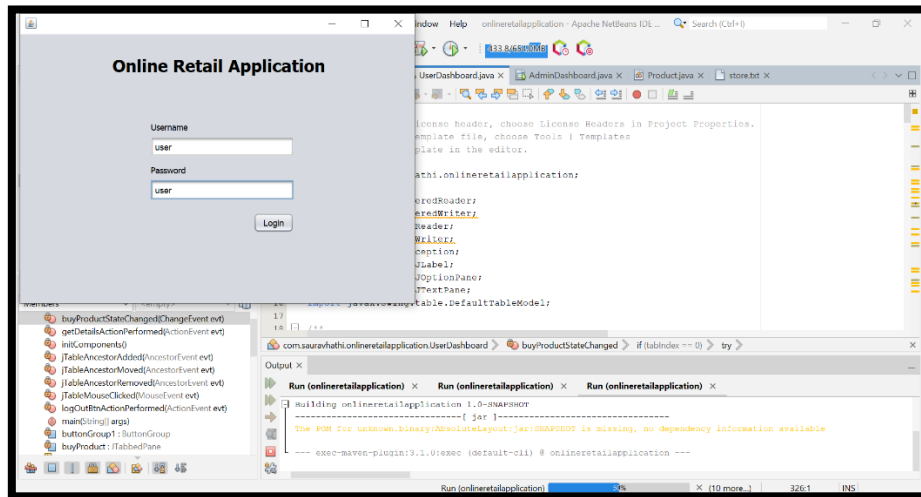 ndow Help onlineretailapplication - Apache NetBeans IDE ... Search (Ctrl+I)
Online Retail Application
Username
user
Password
user
Login
UserDashboard.java × AdminDashboard.java × Product.java × store.txt ×
icense header, choose License Headers in Project Properties.
emplate file, choose Tools | Templates
plate in the editor.
athi.onlineretailapplication;
eredReader;
eredWriter;
Reader;
Writer;
ception;
JLabel;
JOptionPane;
JTextPane;
import javax.swing.table.DefaultTableModel;
17
18 /**
Members <empty>
buyProductStateChanged(ChangeEvent evt)
getDetailsActionPerformed(ActionEvent evt)
initComponents()
jTableAncestorAdded(AncestorEvent evt)
jTableAncestorMoved(AncestorEvent evt)
jTableAncestorRemoved(AncestorEvent evt)
jTableMouseClicked(MouseEvent evt)
logOutBtnActionPerformed(ActionEvent evt)
main(String[] args)
buttonGroup1 : ButtonGroup
buyProduct : JTabbedPane
com.sauravhathi.onlineretailapplication.UserDashboard > buyProductStateChanged > if (tabIndex == 0) > try >
Output ×
Run (onlineretailapplication) × Run (onlineretailapplication) × Run (onlineretailapplication) ×
Building onlineretailapplication 1.0-SNAPSHOT
--------------------------------[ jar ]---------------------------------
The POM for unknown.binary:AbsoluteLayout:jar:SNAPSHOT is missing, no dependency information available
--- exec-maven-plugin:3.1.0:exec (default-cli) @ onlineretailapplication ---
Run (onlineretailapplication) × (10 more...) 326:1 INS